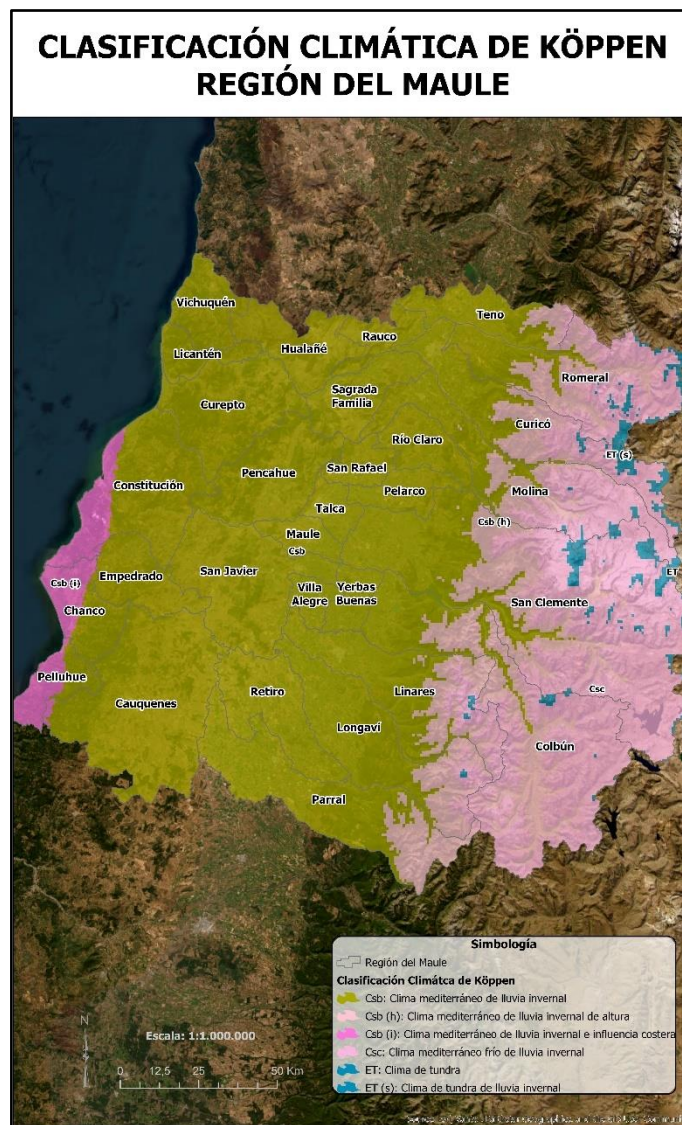 CLASIFICACIÓN CLIMÁTICA DE KÖPPEN
REGIÓN DEL MAULE
Vichuquén
Teno
Rauco
Hualañé
Licantén
Romeral
Sagrada
Familia
Curepto
Curicó
Río Claro
ET (s)
San Rafael
Pencahue
Constitución
Pelarco
Molina
Talca
Csb (h)
Maule
Csb
San Javier
Empedrado
ET
Csb (i)
Villa
Alegre
Yerbas
Buenas
San Clemente
Chanco
Pelluhue
Retiro
Linares
Csc
Cauquenes
Longaví
Colbún
Parral
Simbología
Región del Maule
Clasificación Climátca de Köppen
Csb: Clima mediterráneo de lluvia invernal
Csb (h): Clima mediterráneo de lluvia invernal de altura
Csb (i): Clima mediterráneo de lluvia invernal e influencia costera
Csc: Clima mediterráneo frío de lluvia invernal
ET: Clima de tundra
ET (s): Clima de tundra de lluvia invernal
N
Escala: 1:1.000.000
0 12,5 25 50 Km